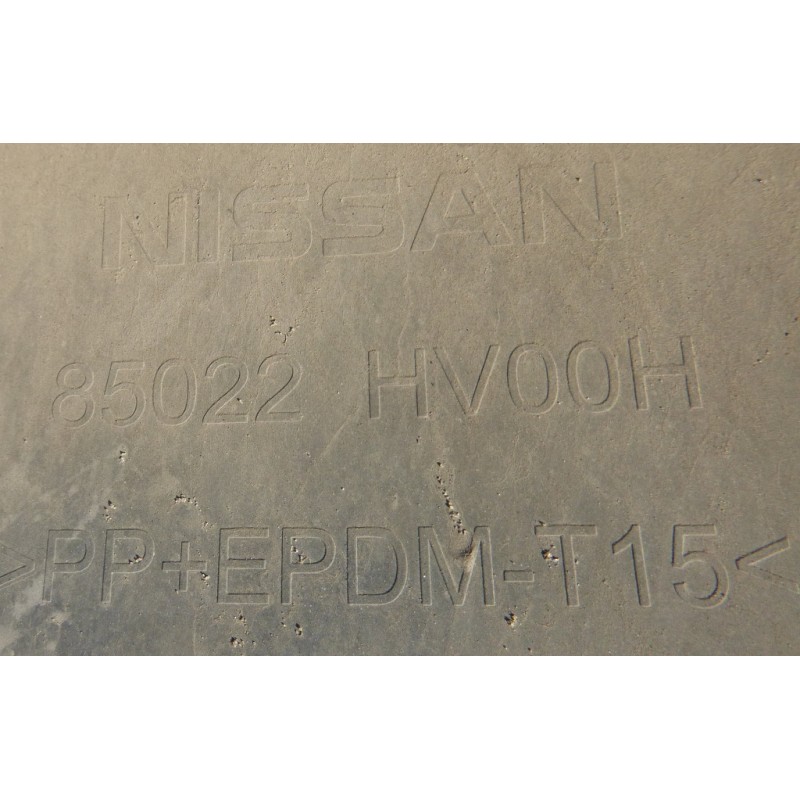 NISSAN
85022 HV00H
>PP+EPDM-T15<